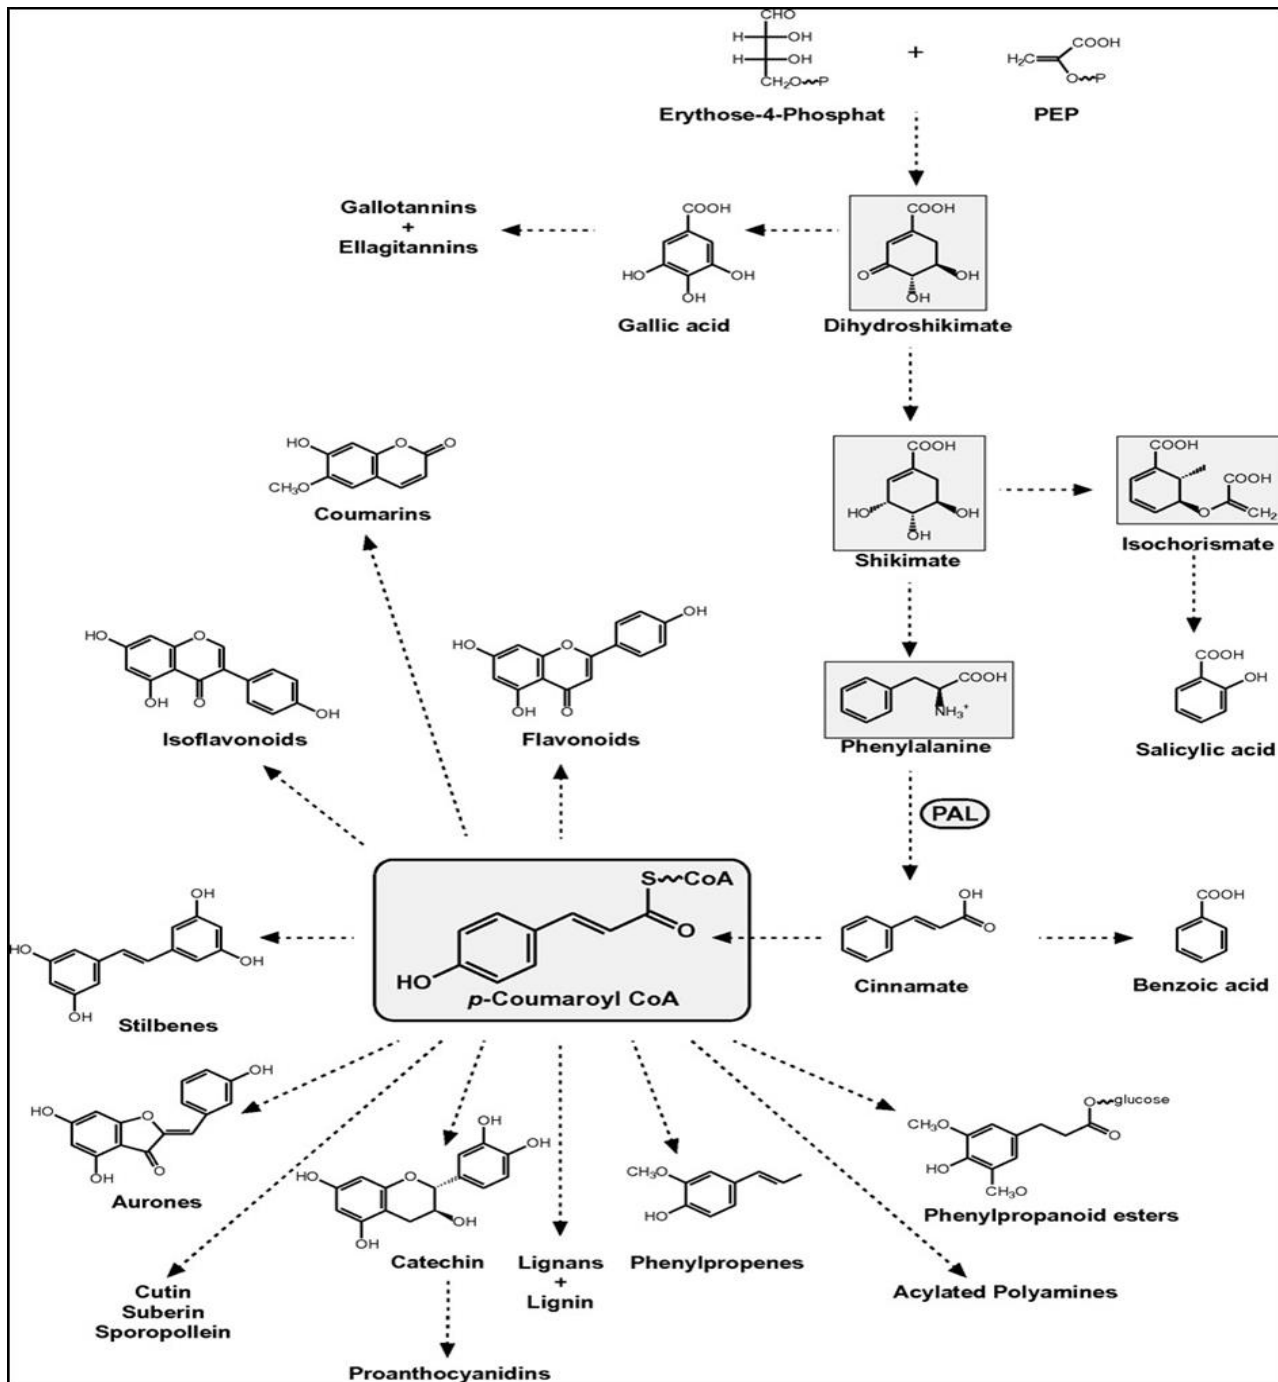 CHO
H OH
H OH
CH₂O P
+
COOH
H₂C
O P
Erythose-4-Phosphat
PEP
Gallotannins
+
Ellagitannins
COOH
HO
OH
OH
Gallic acid
COOH
O
OH
OH
Dihydroshikimate
HO
O
O
CH₃O
Coumarins
COOH
HO
OH
OH
Shikimate
COOH
COOH
O
CH₂
Isochorismate
HO
O
OH
O
OH
Isoflavonoids
OH
HO
O
OH
O
Flavonoids
COOH
NH₃⁺
Phenylalanine
COOH
OH
Salicylic acid
PAL
S CoA
O
HO
p-Coumaroyl CoA
OH
O
Cinnamate
COOH
Benzoic acid
OH
HO
OH
OH
Stilbenes
OH
HO
O
OH
O
Aurones
OH
OH
HO
O
OH
OH
Catechin
CH₃O
HO
Phenylpropenes
O glucose
O
CH₃O
HO
CH₃O
Phenylpropanoid esters
Cutin
Suberin
Sporopollein
Lignans
+
Lignin
Acylated Polyamines
Proanthocyanidins